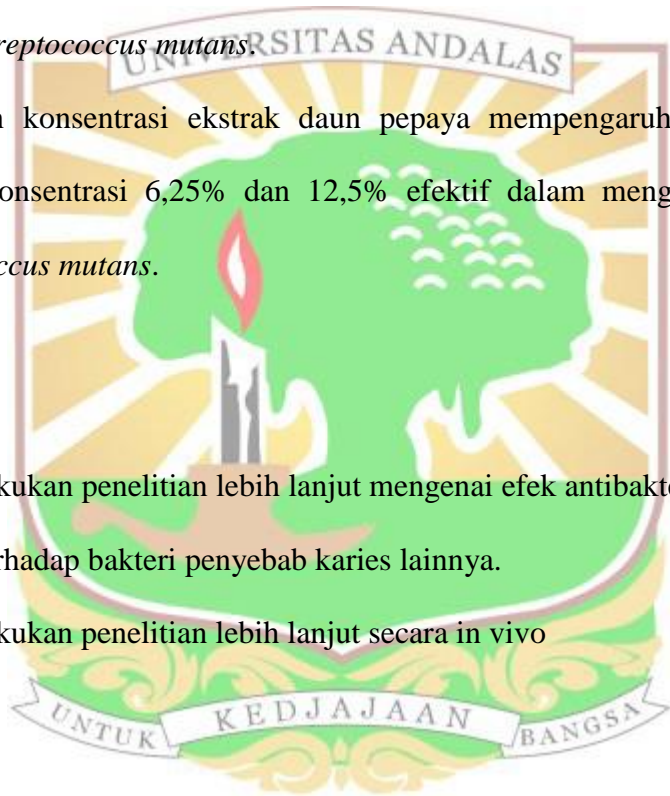 reptococcus mutans.
UNIVERSITAS ANDALAS
konsentrasi ekstrak daun pepaya mempengaruh
onsentrasi 6,25% dan 12,5% efektif dalam meng
ccus mutans.
kukan penelitian lebih lanjut mengenai efek antibakt
rhadap bakteri penyebab karies lainnya.
kukan penelitian lebih lanjut secara in vivo
UNTUK KEDJAJAAN BANGSA